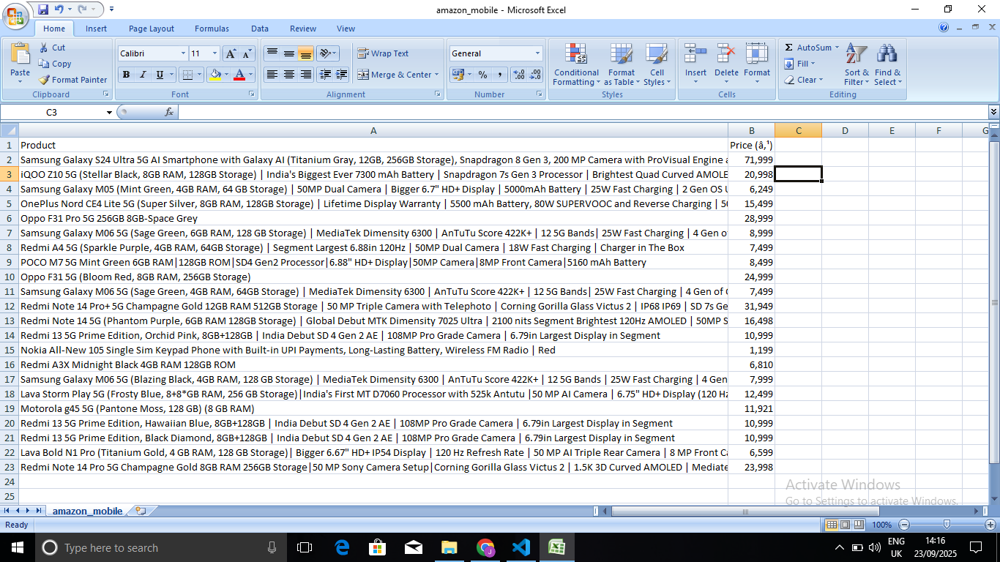 amazon_mobile - Microsoft Excel
Home Insert Page Layout Formulas Data Review View
Paste
Cut
Copy
Format Painter
Clipboard
Calibri 11
B I U
Font
Wrap Text
Merge & Center
Alignment
General
Number
Conditional Formatting
Format as Table
Cell Styles
Styles
Insert Delete Format
Cells
AutoSum
Fill
Clear
Sort & Filter
Find & Select
Editing
C3 fx
A B C D E F G
1 Product Price (â‚¹)
2 Samsung Galaxy S24 Ultra 5G AI Smartphone with Galaxy AI (Titanium Gray, 12GB, 256GB Storage), Snapdragon 8 Gen 3, 200 MP Camera with ProVisual Engine a 71,999
3 iQOO Z10 5G (Stellar Black, 8GB RAM, 128GB Storage) | India's Biggest Ever 7300 mAh Battery | Snapdragon 7s Gen 3 Processor | Brightest Quad Curved AMOLE 20,998
4 Samsung Galaxy M05 (Mint Green, 4GB RAM, 64 GB Storage) | 50MP Dual Camera | Bigger 6.7" HD+ Display | 5000mAh Battery | 25W Fast Charging | 2 Gen OS U 6,249
5 OnePlus Nord CE4 Lite 5G (Super Silver, 8GB RAM, 128GB Storage) | Lifetime Display Warranty | 5500 mAh Battery, 80W SUPERVOOC and Reverse Charging | 50 15,499
6 Oppo F31 Pro 5G 256GB 8GB-Space Grey 28,999
7 Samsung Galaxy M06 5G (Sage Green, 6GB RAM, 128 GB Storage) | MediaTek Dimensity 6300 | AnTuTu Score 422K+ | 12 5G Bands| 25W Fast Charging | 4 Gen o 8,999
8 Redmi A4 5G (Sparkle Purple, 4GB RAM, 64GB Storage) | Segment Largest 6.88in 120Hz | 50MP Dual Camera | 18W Fast Charging | Charger in The Box 7,499
9 POCO M7 5G Mint Green 6GB RAM|128GB ROM|SD4 Gen2 Processor|6.88" HD+ Display|50MP Camera|8MP Front Camera|5160 mAh Battery 8,499
10 Oppo F31 5G (Bloom Red, 8GB RAM, 256GB Storage) 24,999
11 Samsung Galaxy M06 5G (Sage Green, 4GB RAM, 64GB Storage) | MediaTek Dimensity 6300 | AnTuTu Score 422K+ | 12 5G Bands| 25W Fast Charging | 4 Gen of 7,499
12 Redmi Note 14 Pro+ 5G Champagne Gold 12GB RAM 512GB Storage | 50 MP Triple Camera with Telephoto | Corning Gorilla Glass Victus 2 | IP68 IP69 | SD 7s Ge 31,949
13 Redmi Note 14 5G (Phantom Purple, 6GB RAM 128GB Storage) | Global Debut MTK Dimensity 7025 Ultra | 2100 nits Segment Brightest 120Hz AMOLED | 50MP S 16,498
14 Redmi 13 5G Prime Edition, Orchid Pink, 8GB+128GB | India Debut SD 4 Gen 2 AE | 108MP Pro Grade Camera | 6.79in Largest Display in Segment 10,999
15 Nokia All-New 105 Single Sim Keypad Phone with Built-in UPI Payments, Long-Lasting Battery, Wireless FM Radio | Red 1,199
16 Redmi A3X Midnight Black 4GB RAM 128GB ROM 6,810
17 Samsung Galaxy M06 5G (Blazing Black, 4GB RAM, 128 GB Storage) | MediaTek Dimensity 6300 | AnTuTu Score 422K+ | 12 5G Bands | 25W Fast Charging | 4 Gen 7,999
18 Lava Storm Play 5G (Frosty Blue, 8+8*GB RAM, 256 GB Storage)|India's First MT D7060 Processor with 525k Antutu |50 MP AI Camera | 6.75" HD+ Display (120 Hz 12,499
19 Motorola g45 5G (Pantone Moss, 128 GB) (8 GB RAM) 11,921
20 Redmi 13 5G Prime Edition, Hawaiian Blue, 8GB+128GB | India Debut SD 4 Gen 2 AE | 108MP Pro Grade Camera | 6.79in Largest Display in Segment 10,999
21 Redmi 13 5G Prime Edition, Black Diamond, 8GB+128GB | India Debut SD 4 Gen 2 AE | 108MP Pro Grade Camera | 6.79in Largest Display in Segment 10,999
22 Lava Bold N1 Pro (Titanium Gold, 4 GB RAM, 128 GB Storage)| Bigger 6.67" HD+ IP54 Display | 120 Hz Refresh Rate | 50 MP AI Triple Rear Camera | 8 MP Front Ca 6,599
23 Redmi Note 14 Pro 5G Champagne Gold 8GB RAM 256GB Storage|50 MP Sony Camera Setup|Corning Gorilla Glass Victus 2 | 1.5K 3D Curved AMOLED | Mediate 23,998
24
25
Activate Windows
Go to Settings to activate Windows.
amazon_mobile
Ready 100%
Type here to search
ENG
UK
14:16
23/09/2025